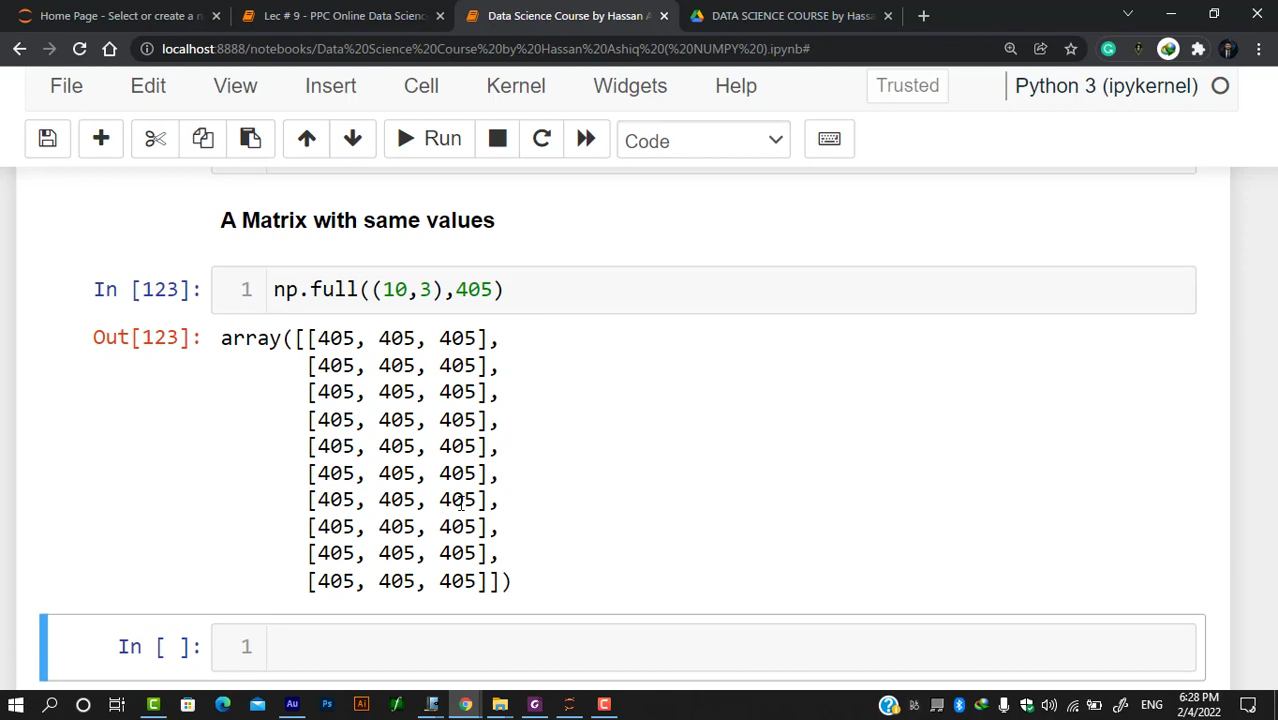 Home Page - Select or create a n
Lec # 9 - PPC Online Data Scienc
Data Science Course by Hassan A
DATA SCIENCE COURSE by Hassa
localhost:8888/notebooks/Data%20Science%20Course%20by%20Hassan%20Ashiq(%20NUMPY%20).ipynb#
File Edit View Insert Cell Kernel Widgets Help Trusted Python 3 (ipykernel)
Run Code
A Matrix with same values
In [123]: 1 np.full((10,3),405)
Out[123]: array([[405, 405, 405],
[405, 405, 405],
[405, 405, 405],
[405, 405, 405],
[405, 405, 405],
[405, 405, 405],
[405, 405, 405],
[405, 405, 405],
[405, 405, 405],
[405, 405, 405]])
In [ ]: 1
Au Ps Ai ENG 6:28 PM
2/4/2022